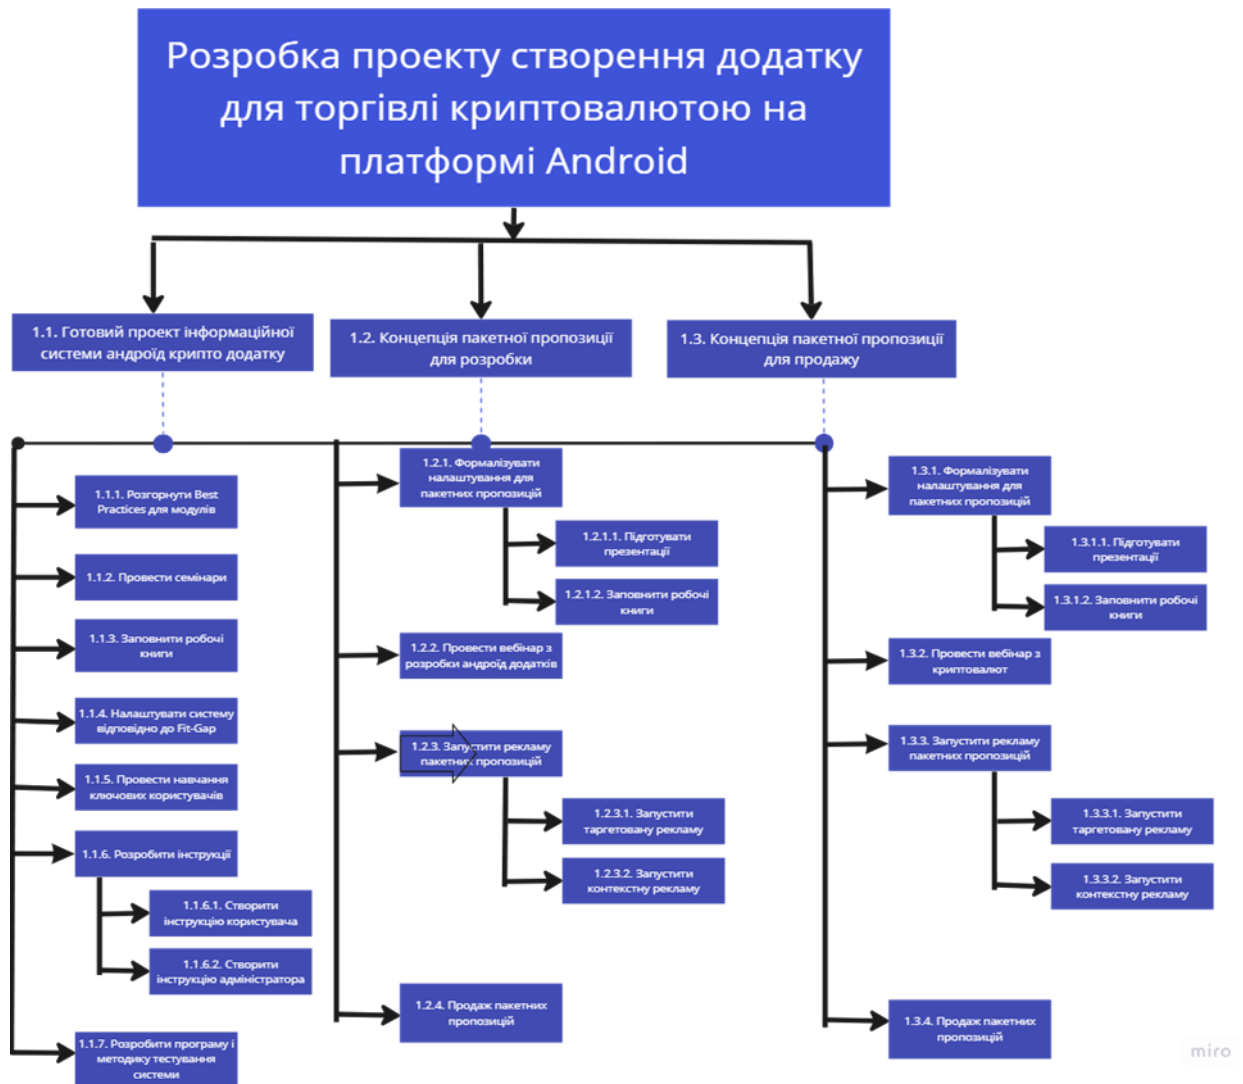 Розробка проекту створення додатку
для торгівлі криптовалютою на
платформі Android
1.1. Готовий проект інформаційної
системи андроїд крипто додатку
1.2. Концепція пакетної пропозиції
для розробки
1.3. Концепція пакетної пропозиції
для продажу
1.1.1. Розгорнути Best
Practices для модулів
1.1.2. Провести семінари
1.1.3. Заповнити робочі
книги
1.1.4. Налаштувати систему
відповідно до Fit-Gap
1.1.5. Провести навчання
ключових користувачів
1.1.6. Розробити інструкції
1.1.6.1. Створити
інструкцію користувача
1.1.6.2. Створити
інструкцію адміністратора
1.1.7. Розробити програму і
методику тестування
системи
1.2.1. Формалізувати
налаштування для
пакетних пропозицій
1.2.1.1. Підготувати
презентації
1.2.1.2. Заповнити робочі
книги
1.2.2. Провести вебінар з
розробки андроїд додатків
1.2.3. Запустити рекламу
пакетних пропозицій
1.2.3.1. Запустити
таргетовану рекламу
1.2.3.2. Запустити
контекстну рекламу
1.2.4. Продаж пакетних
пропозицій
1.3.1. Формалізувати
налаштування для
пакетних пропозицій
1.3.1.1. Підготувати
презентації
1.3.1.2. Заповнити робочі
книги
1.3.2. Провести вебінар з
криптовалют
1.3.3. Запустити рекламу
пакетних пропозицій
1.3.3.1. Запустити
таргетовану рекламу
1.3.3.2. Запустити
контекстну рекламу
1.3.4. Продаж пакетних
пропозицій
miro